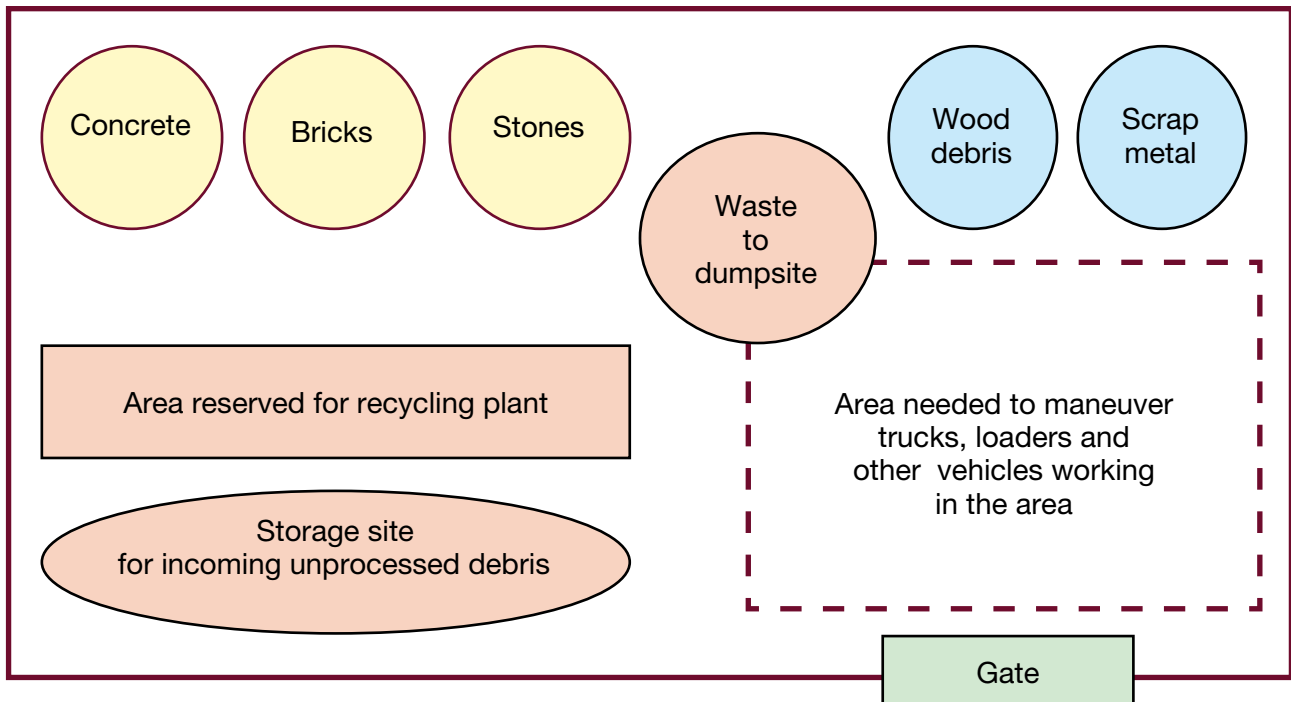 Concrete
Bricks
Stones
Waste
to
dumpsite
Wood
debris
Scrap
metal
Area reserved for recycling plant
Storage site
for incoming unprocessed debris
Area needed to maneuver
trucks, loaders and
other  vehicles working
in the area
Gate